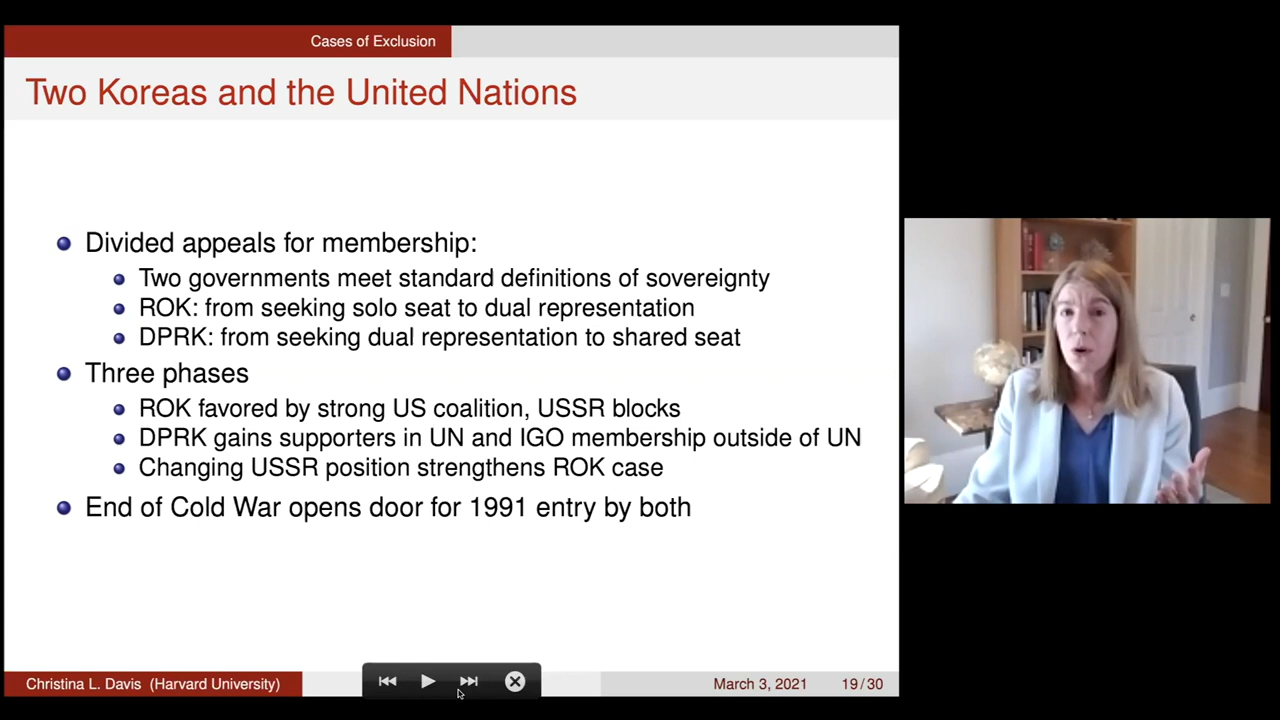 Cases of Exclusion
Two Koreas and the United Nations
Divided appeals for membership:
Two governments meet standard definitions of sovereignty
ROK: from seeking solo seat to dual representation
DPRK: from seeking dual representation to shared seat
Three phases
ROK favored by strong US coalition, USSR blocks
DPRK gains supporters in UN and IGO membership outside of UN
Changing USSR position strengthens ROK case
End of Cold War opens door for 1991 entry by both
Christina L. Davis (Harvard University)
March 3, 2021
19/30